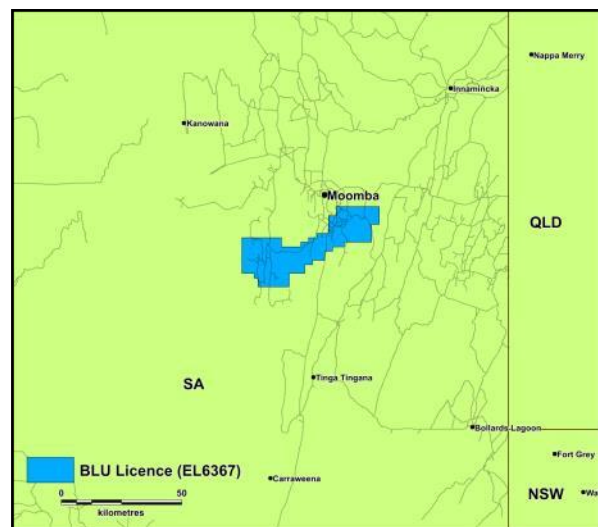 Nappa Merry
Innamincka
Kanowana
Moomba
QLD
SA
Tinga Tingana
Bollards Lagoon
BLU Licence (EL6367)
Fort Grey
Carraweena
0 50
kilometres
NSW
Wa